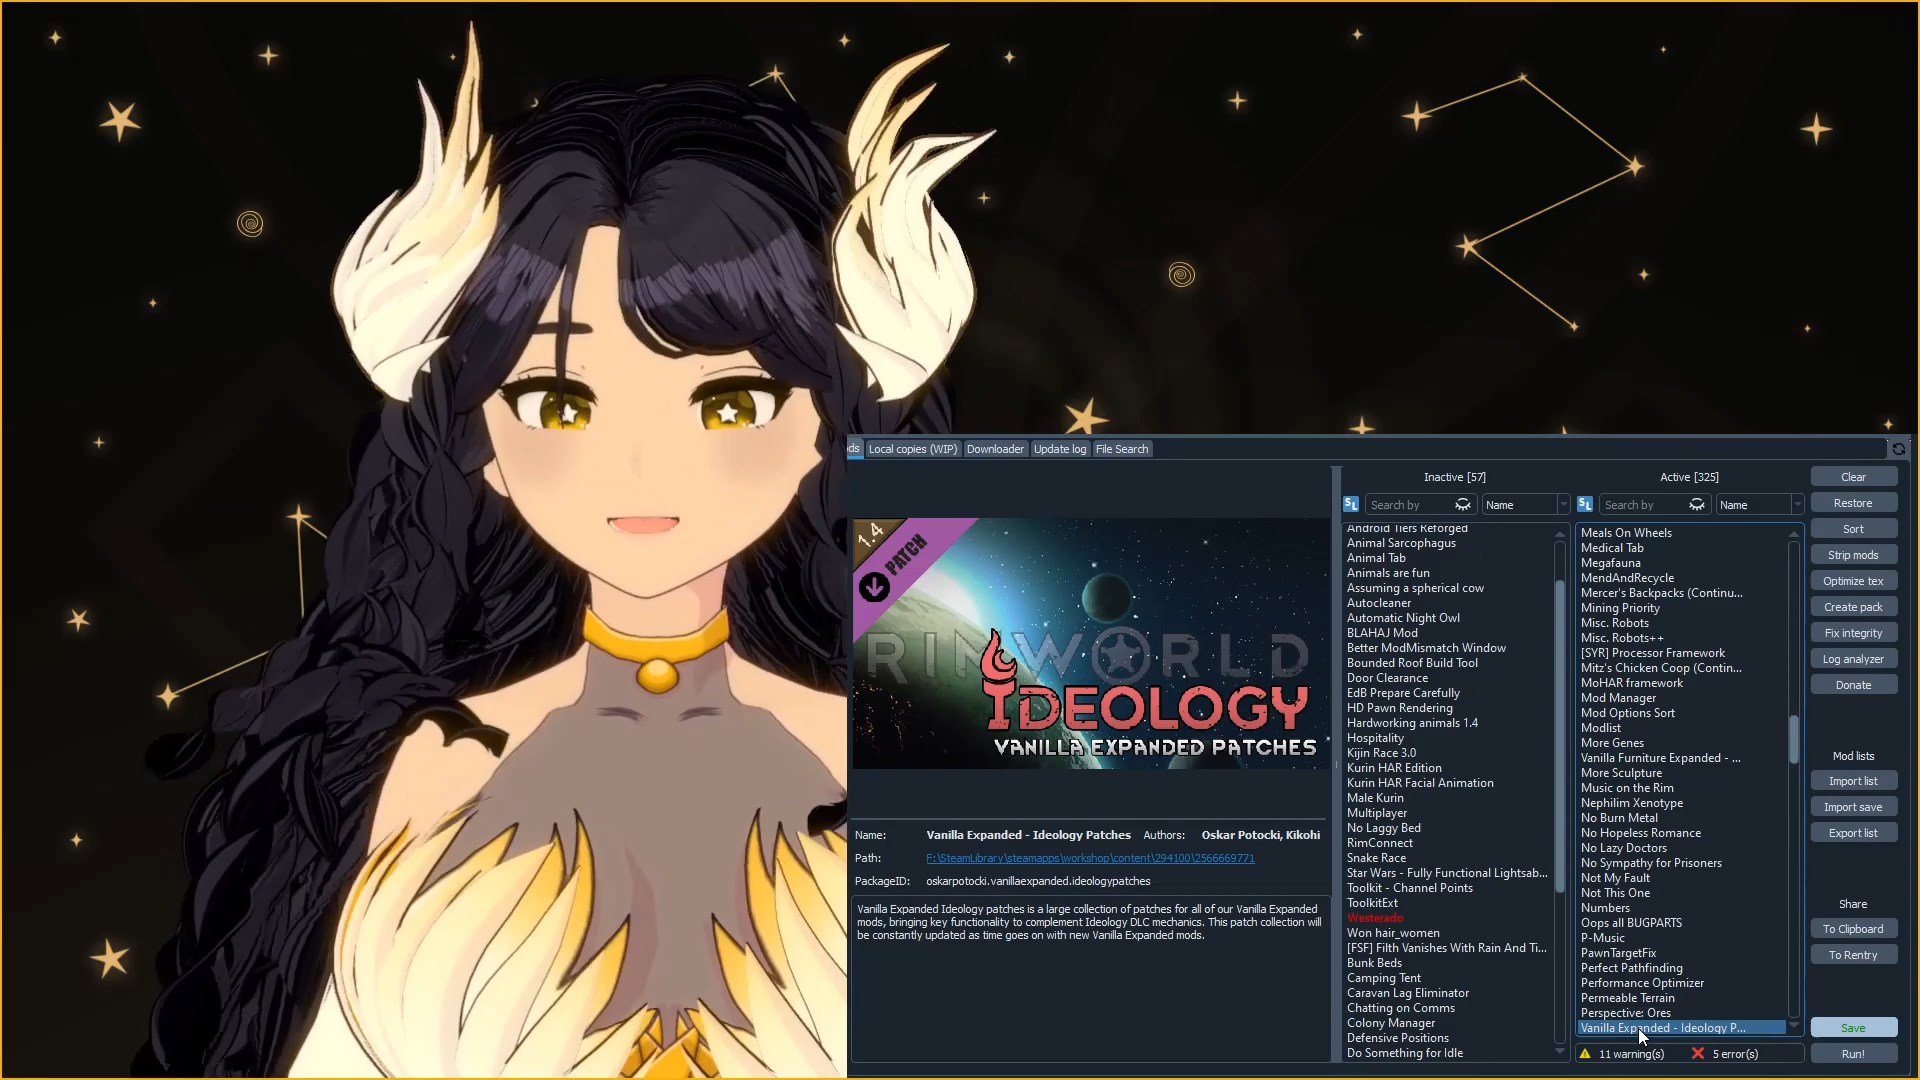 ds
Local copies (WIP)
Downloader
Update log
File Search
Inactive [57]
Active [325]
Clear
SL
Search by
Name
SL
Search by
Name
Restore
Sort
Strip mods
Optimize tex
Create pack
Fix integrity
Log analyzer
Donate
Mod lists
Import list
Import save
Export list
Share
To Clipboard
To Rentry
Save
Run!
1.4
PATCH
RIMWORLD
IDEOLOGY
VANILLA EXPANDED PATCHES
Name: Vanilla Expanded - Ideology Patches Authors: Oskar Potocki, Kikohi
Path: F:\SteamLibrary\steamapps\workshop\content\294100\2566669771
PackageID: oskarpotocki.vanillaexpanded.ideologypatches
Vanilla Expanded Ideology patches is a large collection of patches for all of our Vanilla Expanded
mods, bringing key functionality to complement Ideology DLC mechanics. This patch collection will
be constantly updated as time goes on with new Vanilla Expanded mods.
Android Tiers Reforged
Animal Sarcophagus
Animal Tab
Animals are fun
Assuming a spherical cow
Autocleaner
Automatic Night Owl
BLAHAJ Mod
Better ModMismatch Window
Bounded Roof Build Tool
Door Clearance
EdB Prepare Carefully
HD Pawn Rendering
Hardworking animals 1.4
Hospitality
Kijin Race 3.0
Kurin HAR Edition
Kurin HAR Facial Animation
Male Kurin
Multiplayer
No Laggy Bed
RimConnect
Snake Race
Star Wars - Fully Functional Lightsab...
Toolkit - Channel Points
ToolkitExt
Westerado
Won hair_women
[FSF] Filth Vanishes With Rain And Ti...
Bunk Beds
Camping Tent
Caravan Lag Eliminator
Chatting on Comms
Colony Manager
Defensive Positions
Do Something for Idle
Meals On Wheels
Medical Tab
Megafauna
MendAndRecycle
Mercer's Backpacks (Continu...
Mining Priority
Misc. Robots
Misc. Robots++
[SYR] Processor Framework
Mitz's Chicken Coop (Contin...
MoHAR framework
Mod Manager
Mod Options Sort
Modlist
More Genes
Vanilla Furniture Expanded - ...
More Sculpture
Music on the Rim
Nephilim Xenotype
No Burn Metal
No Hopeless Romance
No Lazy Doctors
No Sympathy for Prisoners
Not My Fault
Not This One
Numbers
Oops all BUGPARTS
P-Music
PawnTargetFix
Perfect Pathfinding
Performance Optimizer
Permeable Terrain
Perspective: Ores
Vanilla Expanded - Ideology P...
11 warning(s)
5 error(s)